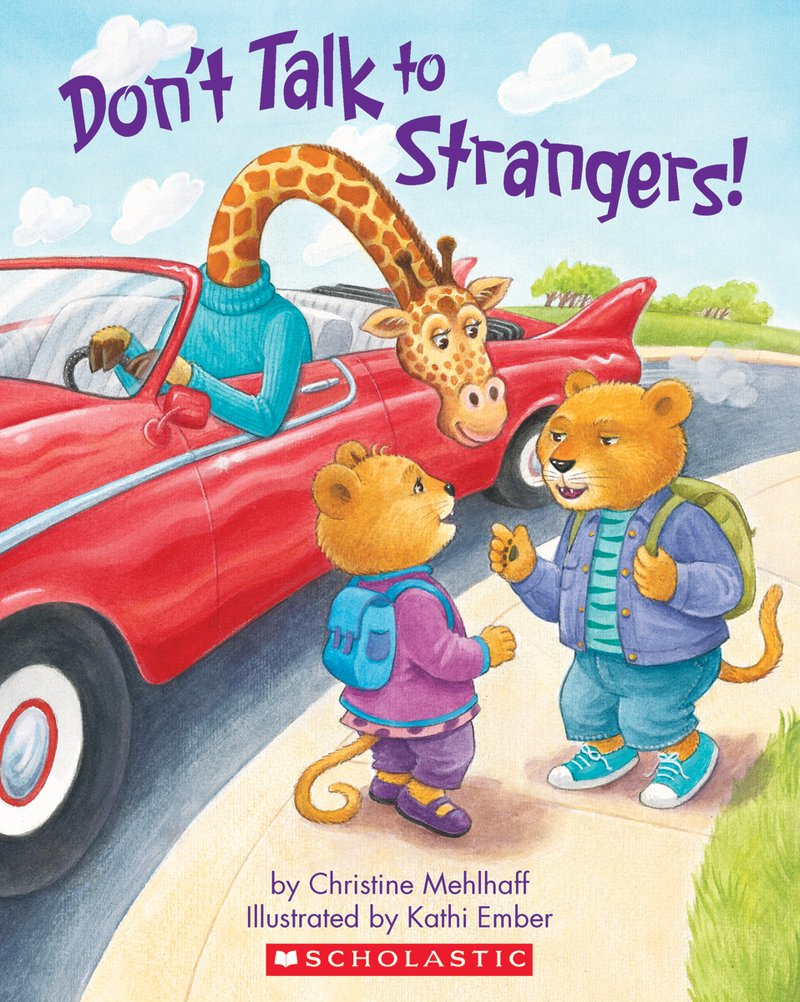 Don't Talk to
Strangers!
by Christine Mehlhaff
Illustrated by Kathi Ember
SCHOLASTIC